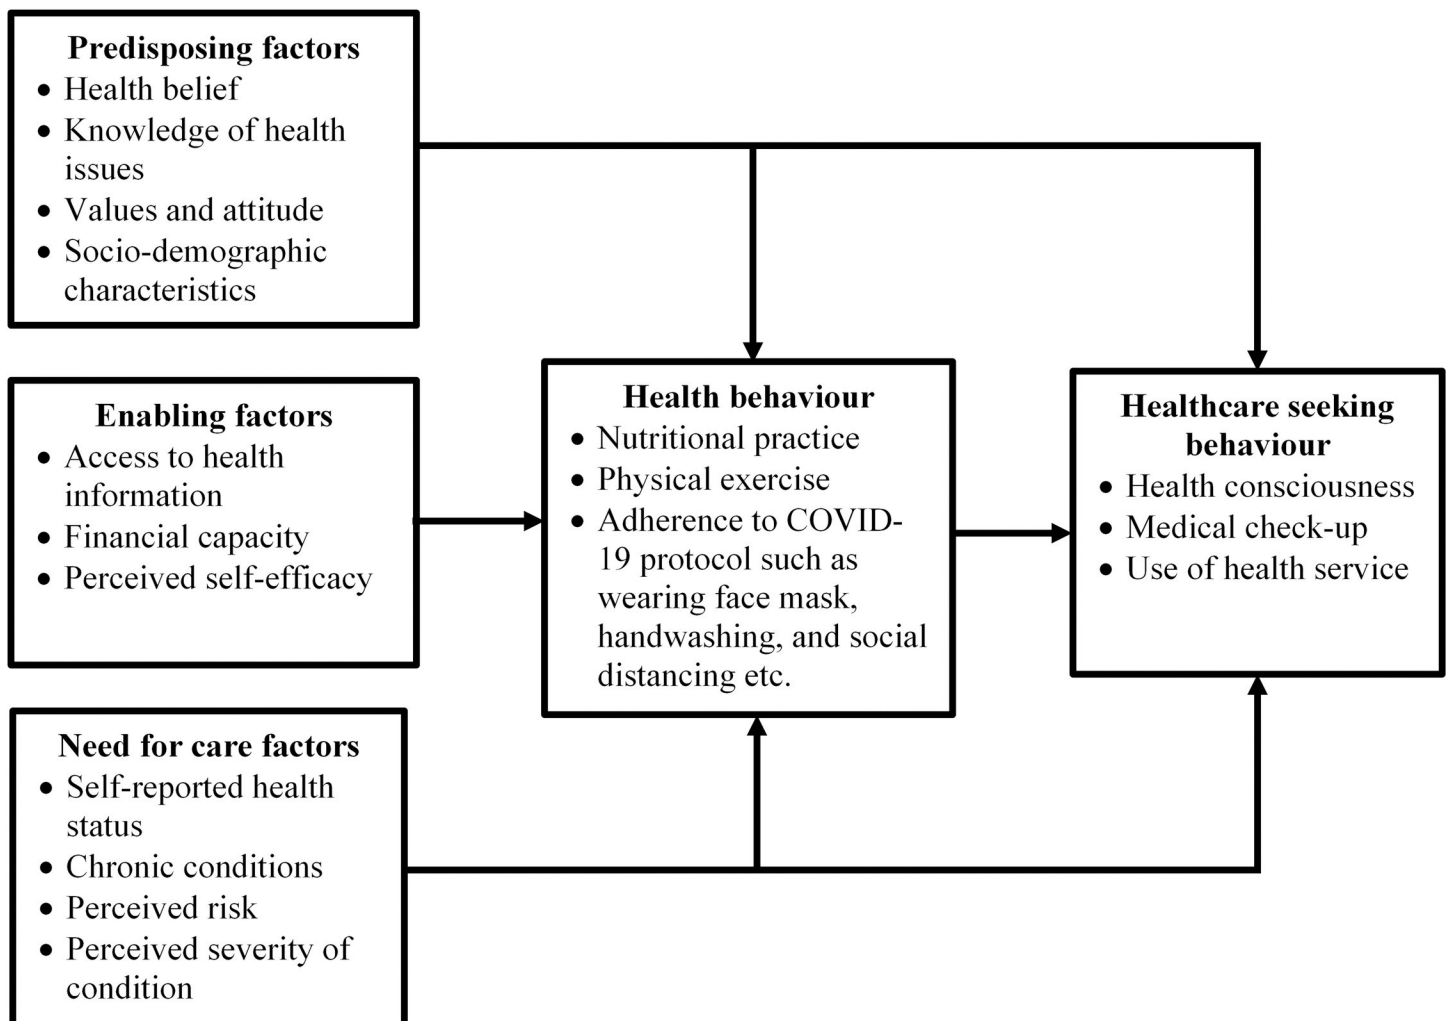 Predisposing factors
• Health belief
• Knowledge of health
issues
• Values and attitude
• Socio-demographic
characteristics
Enabling factors
• Access to health
information
• Financial capacity
• Perceived self-efficacy
Need for care factors
• Self-reported health
status
• Chronic conditions
• Perceived risk
• Perceived severity of
condition
Health behaviour
• Nutritional practice
• Physical exercise
• Adherence to COVID-
19 protocol such as
wearing face mask,
handwashing, and social
distancing etc.
Healthcare seeking
behaviour
• Health consciousness
• Medical check-up
• Use of health service